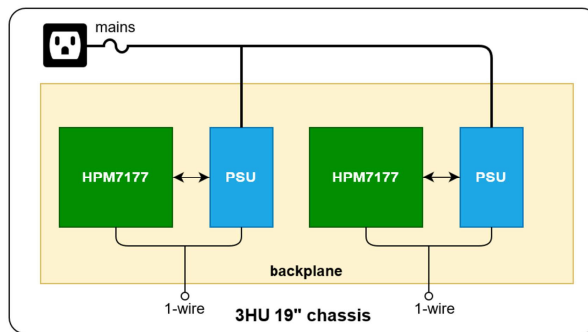 mains
HPM7177
PSU
HPM7177
PSU
backplane
1-wire
1-wire
3HU 19" chassis